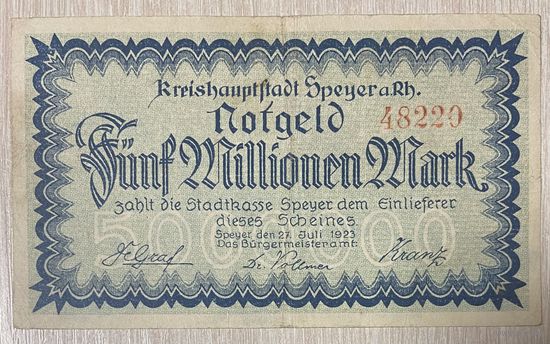 Kreishauptstadt Speyer a. Rh.
Notgeld 48220
Fünf Millionen Mark
zahlt die Stadtkasse Speyer dem Einlieferer
dieses Scheines
Speyer den 27. Juli 1923
Das Bürgermeisteramt:
Dr. Vollmer Kranz